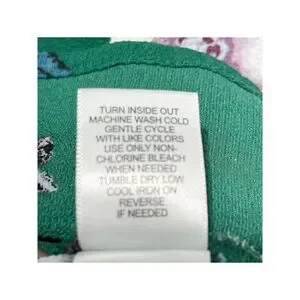 TURN INSIDE OUT
MACHINE WASH COLD
GENTLE CYCLE
WITH LIKE COLORS
USE ONLY NON-
CHLORINE BLEACH
WHEN NEEDED
TUMBLE DRY LOW
COOL IRON ON
REVERSE
IF NEEDED